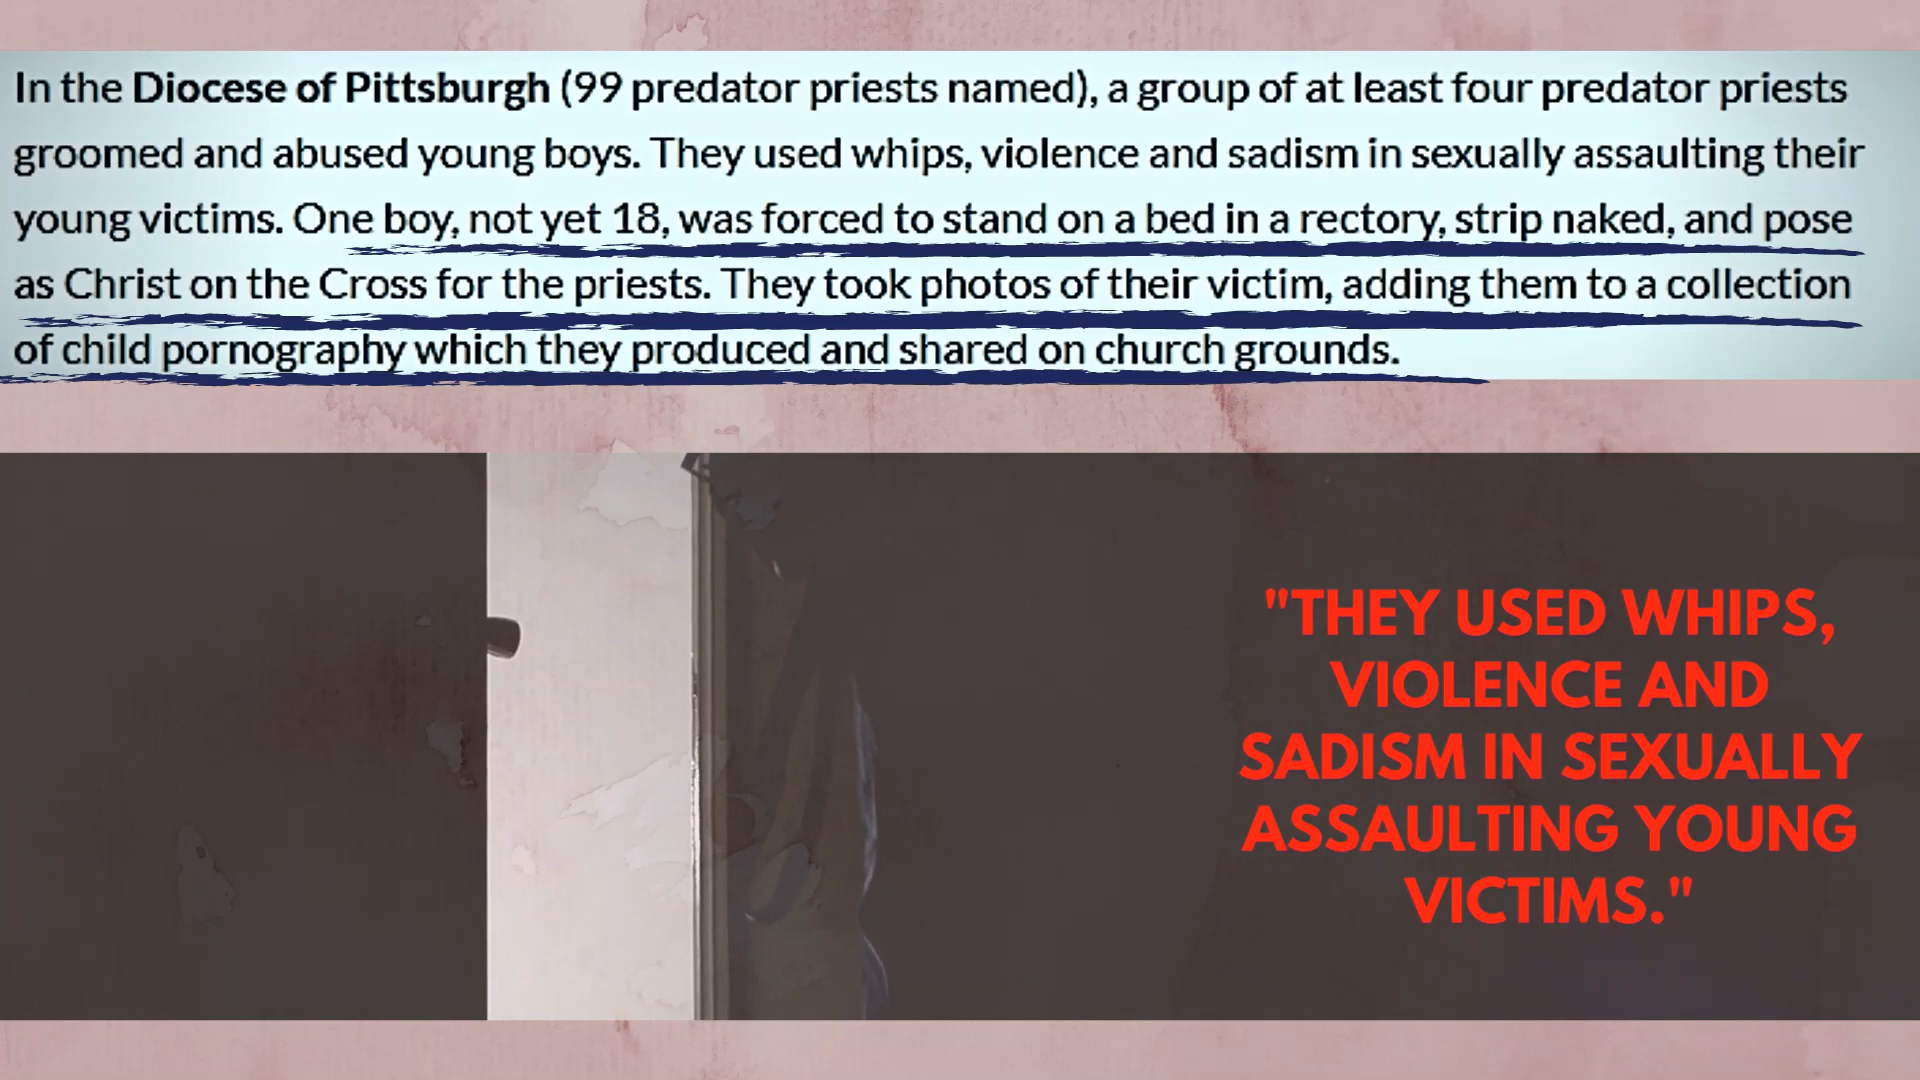 In the Diocese of Pittsburgh (99 predator priests named), a group of at least four predator priests
groomed and abused young boys. They used whips, violence and sadism in sexually assaulting their
young victims. One boy, not yet 18, was forced to stand on a bed in a rectory, strip naked, and pose
as Christ on the Cross for the priests. They took photos of their victim, adding them to a collection
of child pornography which they produced and shared on church grounds.
"THEY USED WHIPS,
VIOLENCE AND
SADISM IN SEXUALLY
ASSAULTING YOUNG
VICTIMS."